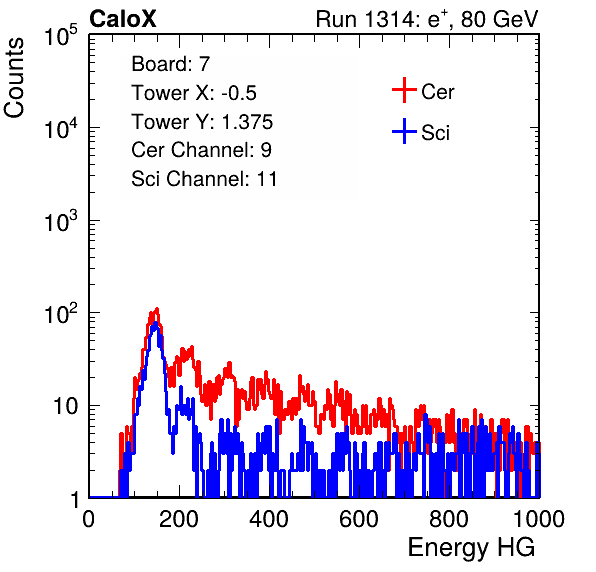 CaloX Run 1314: e⁺, 80 GeV
Counts
10⁵
10⁴
10³
10²
10
1
Board: 7
Tower X: -0.5
Tower Y: 1.375
Cer Channel: 9
Sci Channel: 11
Cer
Sci
0 200 400 600 800 1000
Energy HG